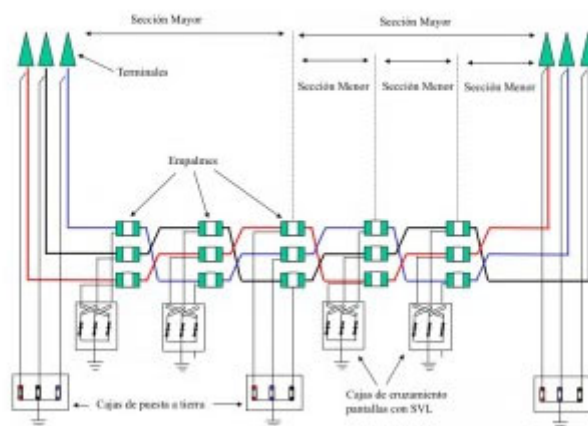 Sección Mayor
Sección Mayor
Terminales
Sección Menor
Sección Menor
Sección Menor
Empalmes
Cajas de puesta a tierra
Cajas de cruzamiento
pantallas con SVL